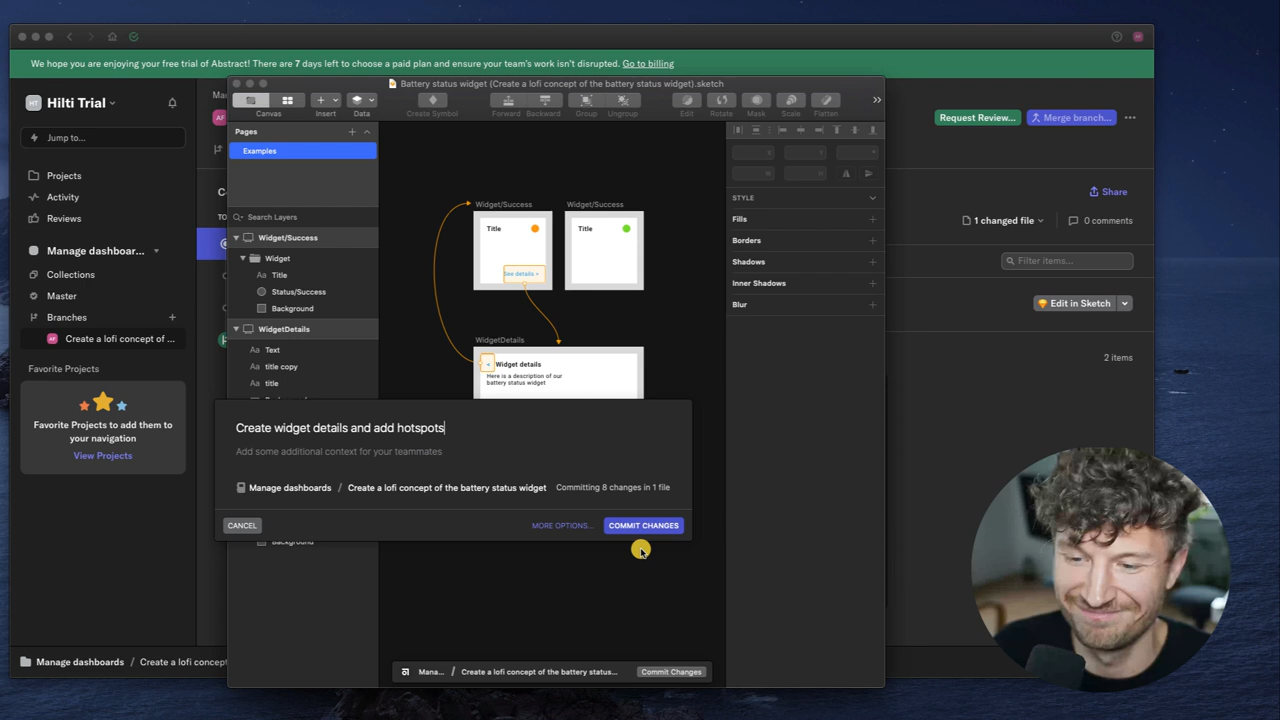 We hope you are enjoying your free trial of Abstract! There are 7 days left to choose a paid plan and ensure your team's work isn't disrupted. Go to billing
HT Hilti Trial
Jump to...
Projects
Activity
Reviews
Manage dashboar...
Collections
Master
Branches
Create a lofi concept of ...
Favorite Projects
Favorite Projects to add them to
your navigation
View Projects
Manage dashboards / Create a lofi concept
Battery status widget (Create a lofi concept of the battery status widget).sketch
Canvas
Insert
Data
Create Symbol
Forward
Backward
Group
Ungroup
Edit
Rotate
Mask
Scale
Flatten
Pages
Examples
Search Layers
Widget/Success
Widget
Aa Title
Status/Success
Background
WidgetDetails
Aa Text
Aa title copy
Aa title
Background
Widget/Success
Title
See details >
Widget/Success
Title
WidgetDetails
< Widget details
Here is a description of our
battery status widget
Create widget details and add hotspots
Add some additional context for your teammates
Manage dashboards / Create a lofi concept of the battery status widget Committing 8 changes in 1 file
CANCEL
MORE OPTIONS...
COMMIT CHANGES
Mana... / Create a lofi concept of the battery status...
Commit Changes
STYLE
Fills
Borders
Shadows
Inner Shadows
Blur
Request Review...
Merge branch...
Share
1 changed file
0 comments
Filter items...
Edit in Sketch
2 items